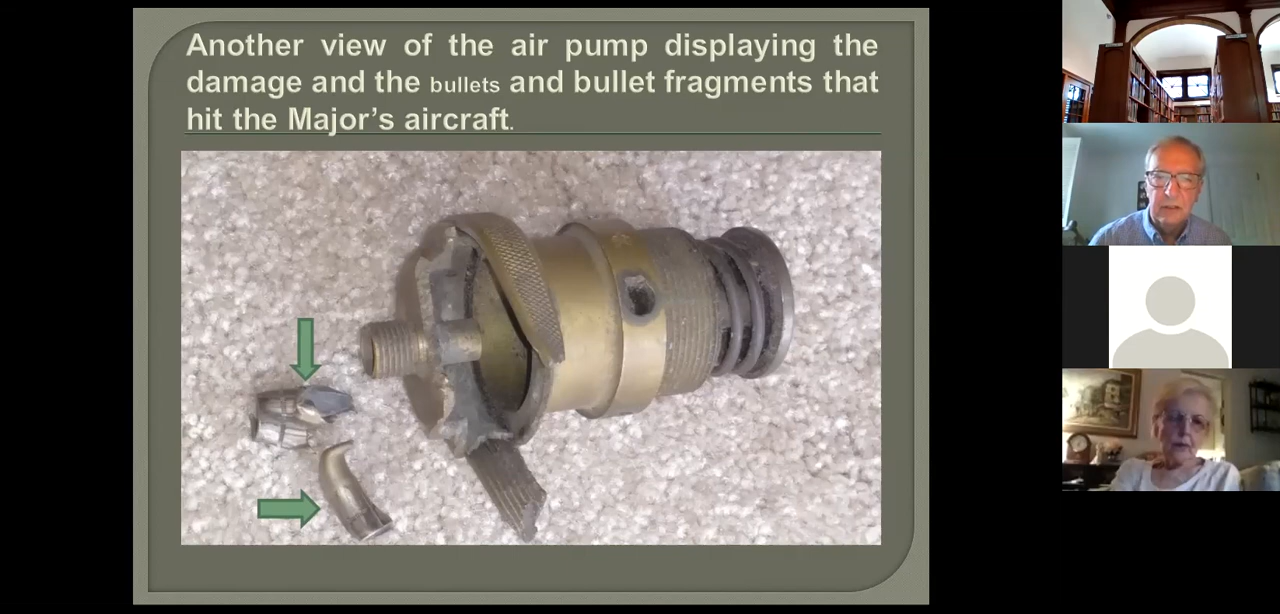 Another view of the air pump displaying the
damage and the bullets and bullet fragments that
hit the Major’s aircraft.